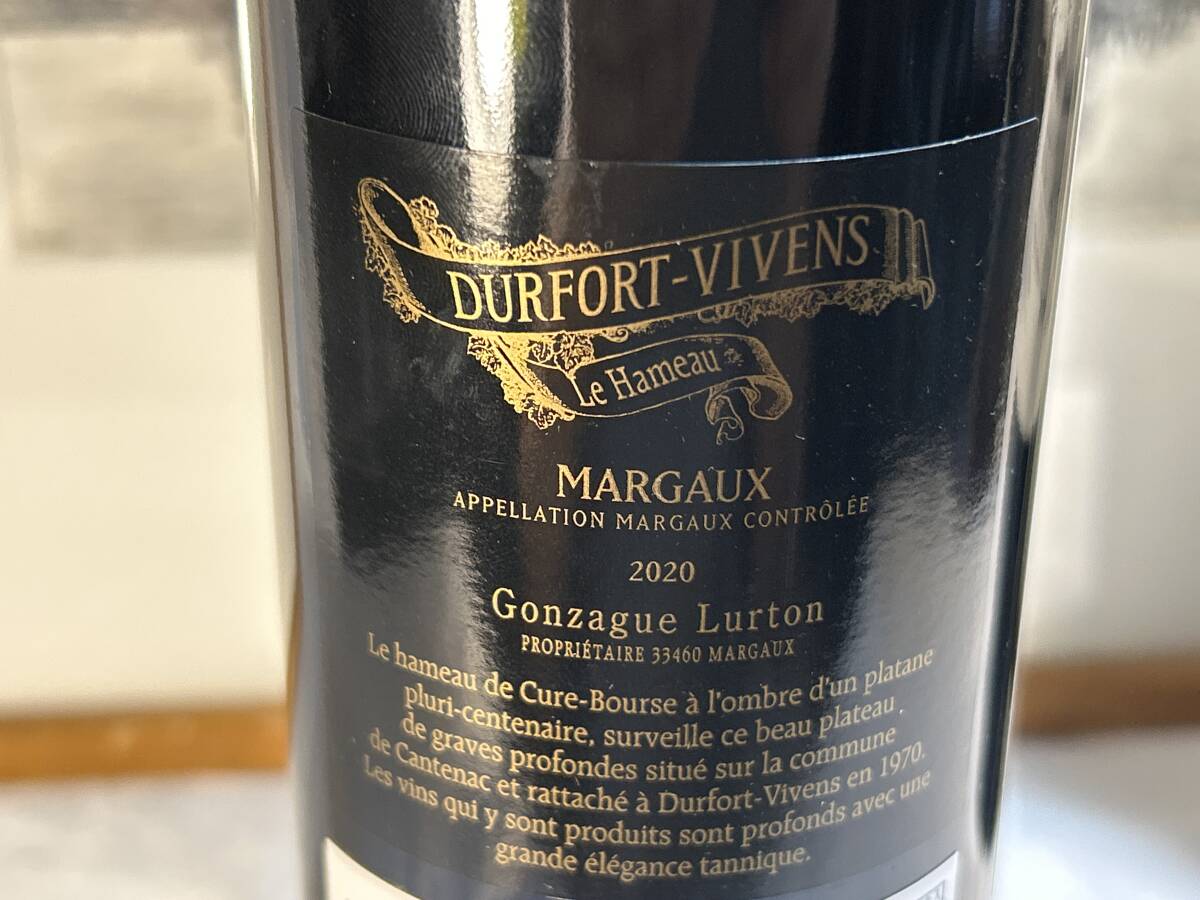 DURFORT-VIVENS
Le Hameau
MARGAUX
APPELLATION MARGAUX CONTRÔLÉE
2020
Gonzague Lurton
PROPRIÉTAIRE 33460 MARGAUX
Le hameau de Cure-Bourse à l'ombre d'un platane
pluri-centenaire, surveille ce beau plateau
de graves profondes situé sur la commune
de Cantenac et rattaché à Durfort-Vivens en 1970.
Les vins qui y sont produits sont profonds avec une
grande élégance tannique.